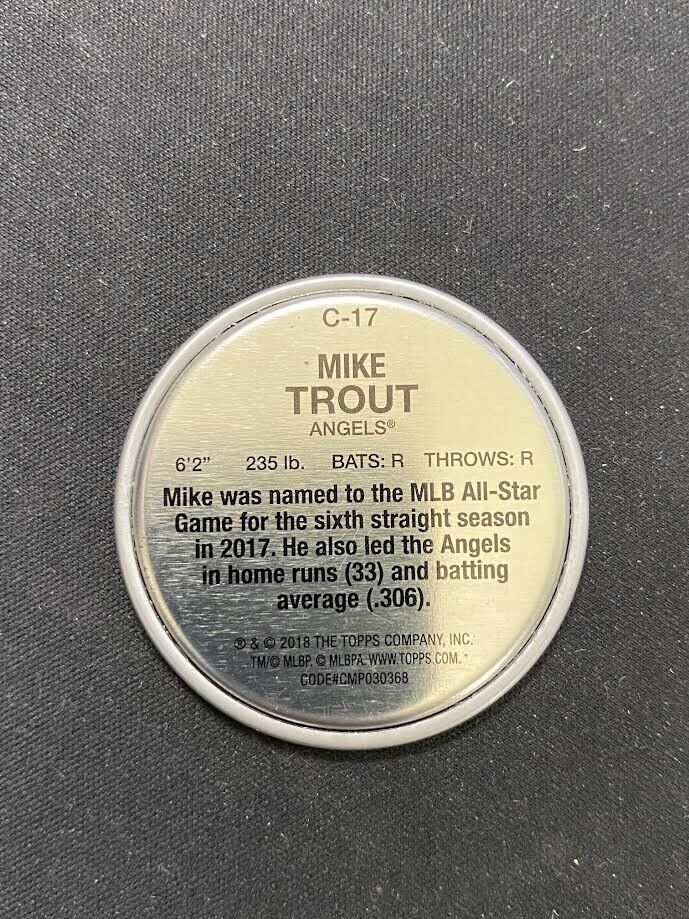 C-17
MIKE
TROUT
ANGELS®
6'2" 235 lb. BATS: R THROWS: R
Mike was named to the MLB All-Star
Game for the sixth straight season
in 2017. He also led the Angels
in home runs (33) and batting
average (.306).
® & © 2018 THE TOPPS COMPANY, INC.
TM/© MLBP. © MLBPA. WWW.TOPPS.COM.
CODE#CMP030368